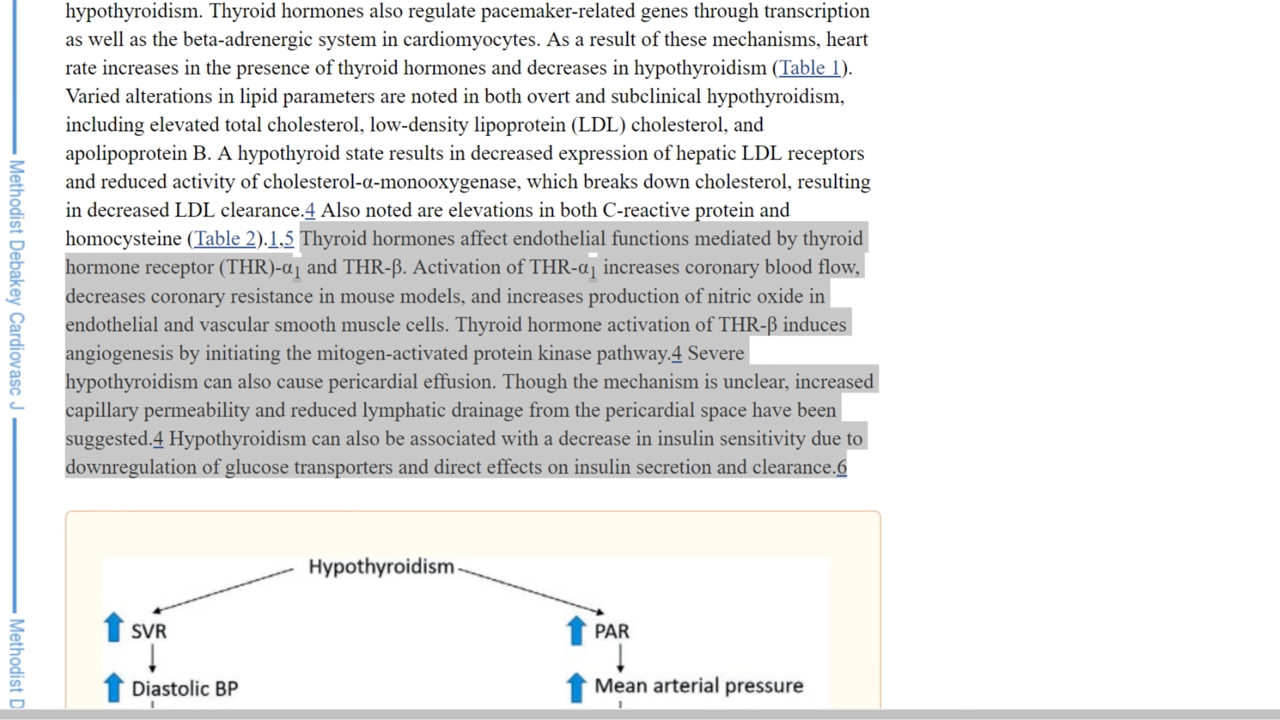 hypothyroidism. Thyroid hormones also regulate pacemaker-related genes through transcription
as well as the beta-adrenergic system in cardiomyocytes. As a result of these mechanisms, heart
rate increases in the presence of thyroid hormones and decreases in hypothyroidism (Table 1).
Varied alterations in lipid parameters are noted in both overt and subclinical hypothyroidism,
including elevated total cholesterol, low-density lipoprotein (LDL) cholesterol, and
apolipoprotein B. A hypothyroid state results in decreased expression of hepatic LDL receptors
and reduced activity of cholesterol-α-monooxygenase, which breaks down cholesterol, resulting
in decreased LDL clearance.4 Also noted are elevations in both C-reactive protein and
homocysteine (Table 2).1,5 Thyroid hormones affect endothelial functions mediated by thyroid
hormone receptor (THR)-α1 and THR-β. Activation of THR-α1 increases coronary blood flow,
decreases coronary resistance in mouse models, and increases production of nitric oxide in
endothelial and vascular smooth muscle cells. Thyroid hormone activation of THR-β induces
angiogenesis by initiating the mitogen-activated protein kinase pathway.4 Severe
hypothyroidism can also cause pericardial effusion. Though the mechanism is unclear, increased
capillary permeability and reduced lymphatic drainage from the pericardial space have been
suggested.4 Hypothyroidism can also be associated with a decrease in insulin sensitivity due to
downregulation of glucose transporters and direct effects on insulin secretion and clearance.6
Hypothyroidism
SVR
PAR
Diastolic BP
Mean arterial pressure
Methodist Debakey Cardiovasc J
Methodist D